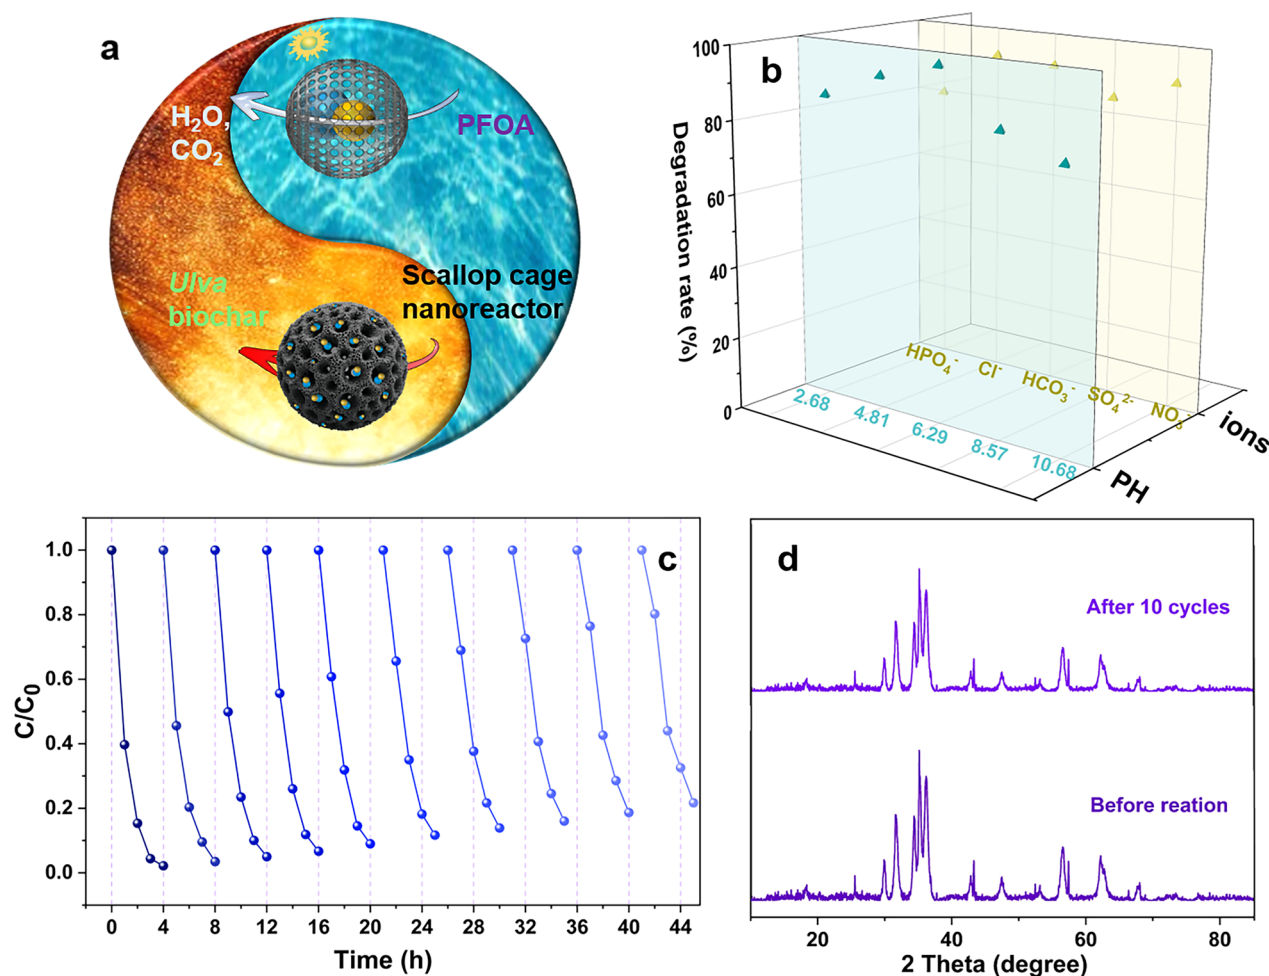 a
H₂O,
CO₂
PFOA
Ulva
biochar
Scallop cage
nanoreactor
b
Degradation rate (%)
100
80
60
40
20
0
HPO₄⁻
Cl⁻
HCO₃⁻
SO₄²⁻
NO₃⁻
ions
2.68
4.81
6.29
8.57
10.68
PH
c
C/C₀
1.0
0.8
0.6
0.4
0.2
0.0
0 4 8 12 16 20 24 28 32 36 40 44
Time (h)
d
After 10 cycles
Before reation
20 40 60 80
2 Theta (degree)